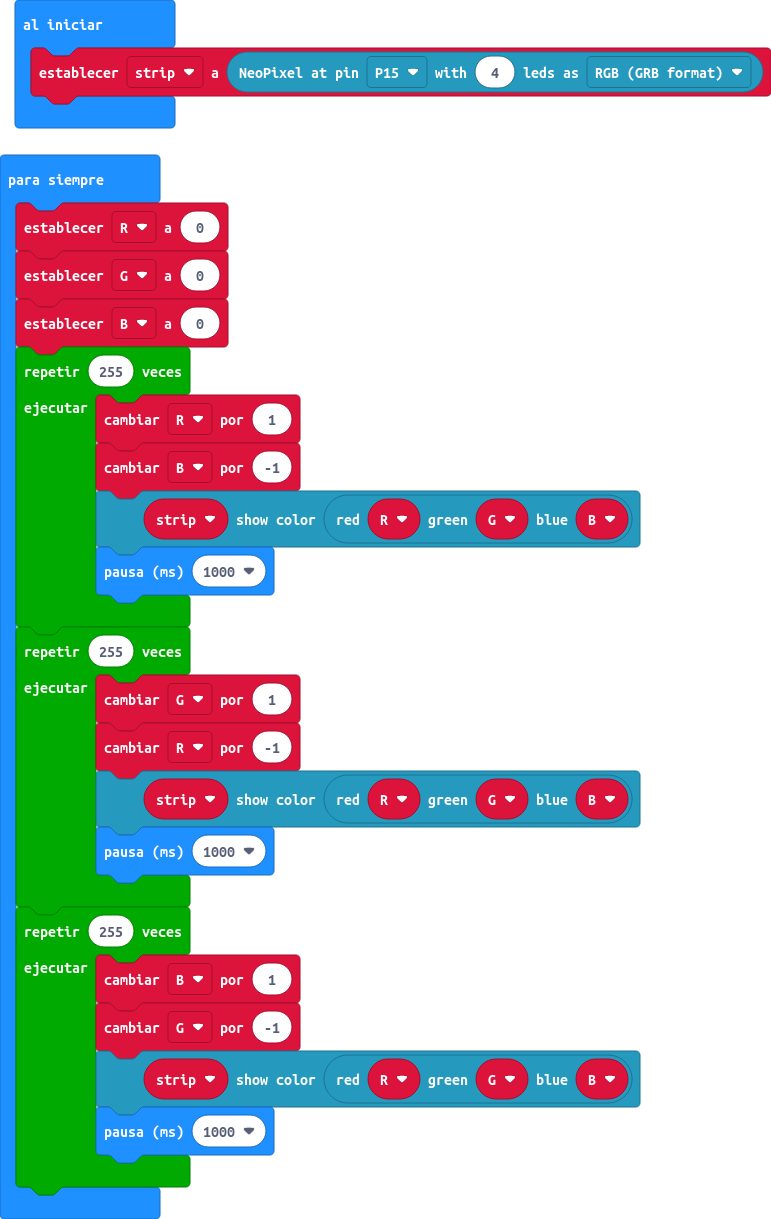 al iniciar
establecer strip a NeoPixel at pin P15 with 4 leds as RGB (GRB format)
para siempre
establecer R a 0
establecer G a 0
establecer B a 0
repetir 255 veces
ejecutar
cambiar R por 1
cambiar B por -1
strip show color red R green G blue B
pausa (ms) 1000
repetir 255 veces
ejecutar
cambiar G por 1
cambiar R por -1
strip show color red R green G blue B
pausa (ms) 1000
repetir 255 veces
ejecutar
cambiar B por 1
cambiar G por -1
strip show color red R green G blue B
pausa (ms) 1000